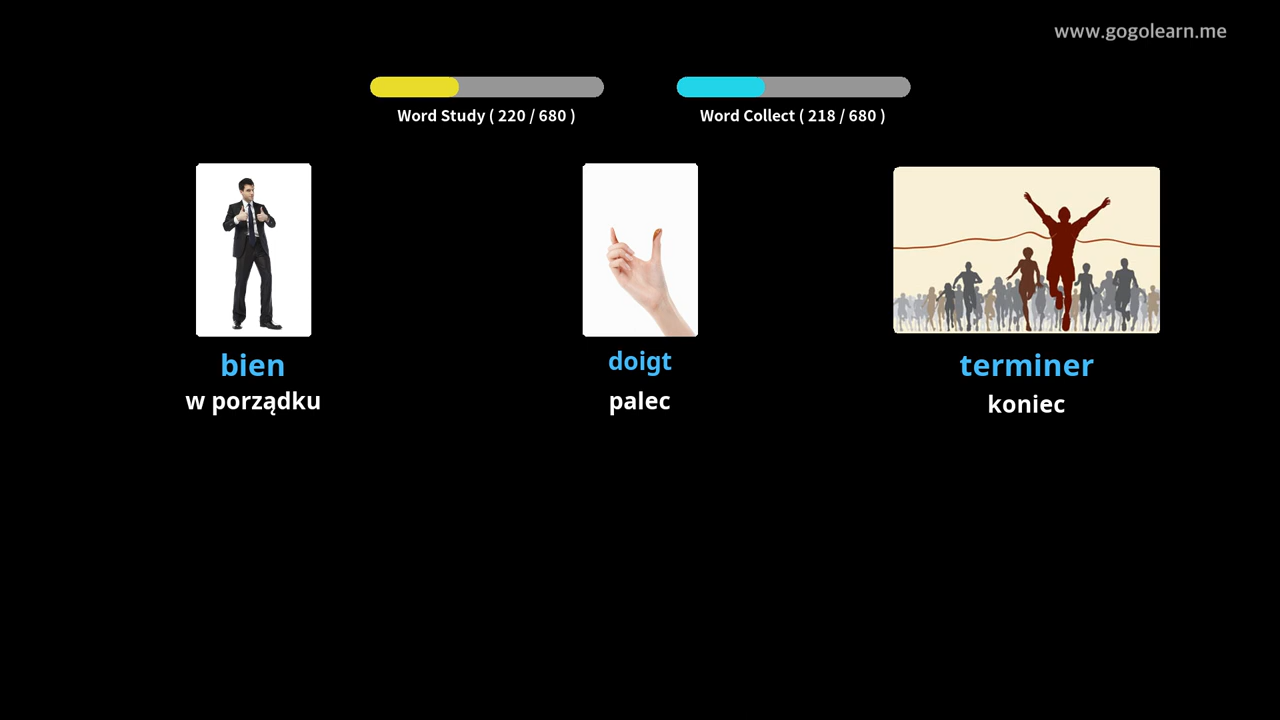 www.gogolearn.me
Word Study ( 220 / 680 )
Word Collect ( 218 / 680 )
bien
w porządku
doigt
palec
terminer
koniec